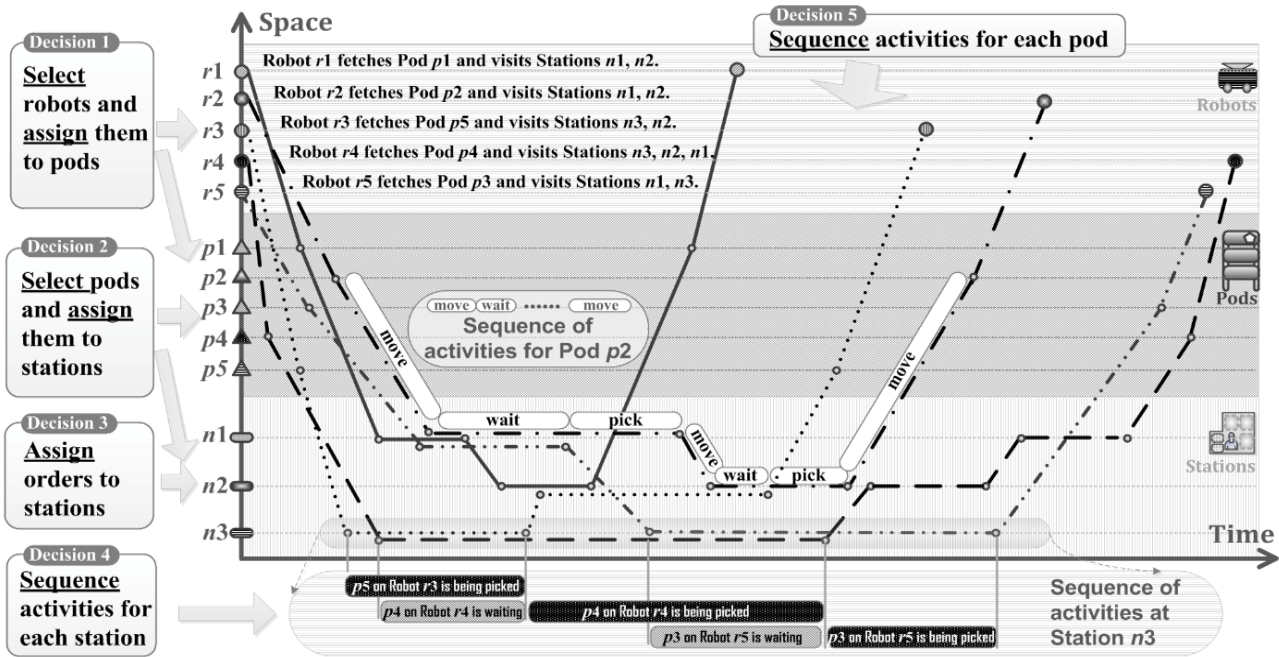 Decision 1
Select
robots and
assign them
to pods
Decision 2
Select pods
and assign
them to
stations
Decision 3
Assign
orders to
stations
Decision 4
Sequence
activities for
each station
Space
Decision 5
Sequence activities for each pod
r1
r2
r3
r4
r5
p1
p2
p3
p4
p5
n1
n2
n3
Robot r1 fetches Pod p1 and visits Stations n1, n2.
Robot r2 fetches Pod p2 and visits Stations n1, n2.
Robot r3 fetches Pod p5 and visits Stations n3, n2.
Robot r4 fetches Pod p4 and visits Stations n3, n2, n1.
Robot r5 fetches Pod p3 and visits Stations n1, n3.
Robots
Pods
Stations
move wait ...... move
Sequence of
activities for Pod p2
move
wait
pick
move
wait
pick
move
Time
p5 on Robot r3 is being picked
p4 on Robot r4 is waiting
p4 on Robot r4 is being picked
p3 on Robot r5 is waiting
p3 on Robot r5 is being picked
Sequence of
activities at
Station n3